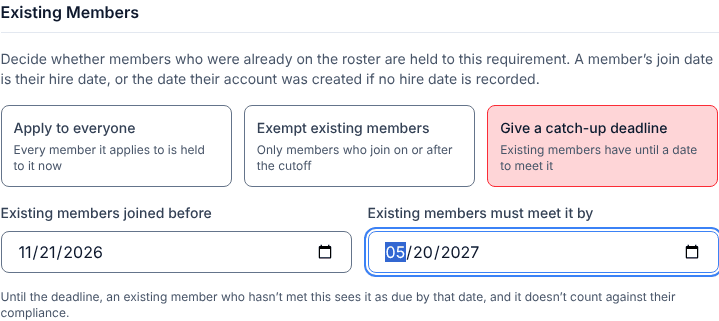 Existing Members
Decide whether members who were already on the roster are held to this requirement. A member’s join date
is their hire date, or the date their account was created if no hire date is recorded.
Apply to everyone
Every member it applies to is held
to it now
Exempt existing members
Only members who join on or after
the cutoff
Give a catch-up deadline
Existing members have until a date
to meet it
Existing members joined before
11/21/2026
Existing members must meet it by
05/20/2027
Until the deadline, an existing member who hasn’t met this sees it as due by that date, and it doesn’t count against their
compliance.